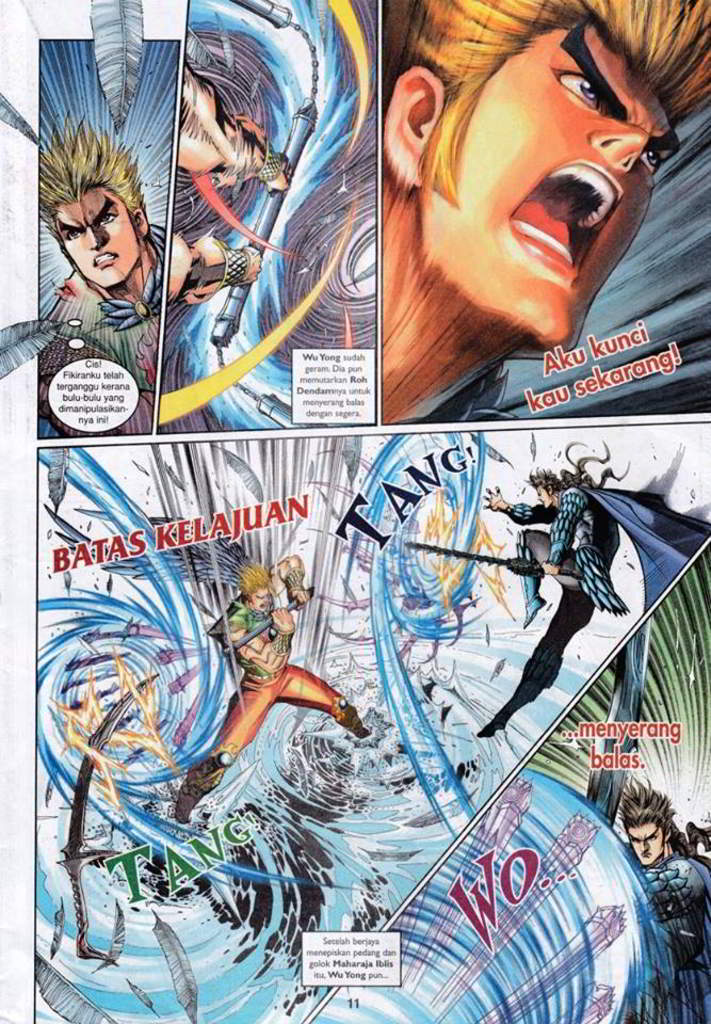 Cis!
Fikiranku telah
terganggu kerana
bulu-bulu yang
dimanipulasikan-
nya ini!
Wu Yong sudah
geram. Dia pun
memutarkan Roh
Dendamnya untuk
menyerang balas
dengan segera.
Aku kunci
kau sekarang!
BATAS KELAJUAN
TANG!
TANG!
Setelah berjaya
menepiskan pedang dan
golok Maharaja Iblis
itu, Wu Yong pun...
WO...
...menyerang
balas.
11